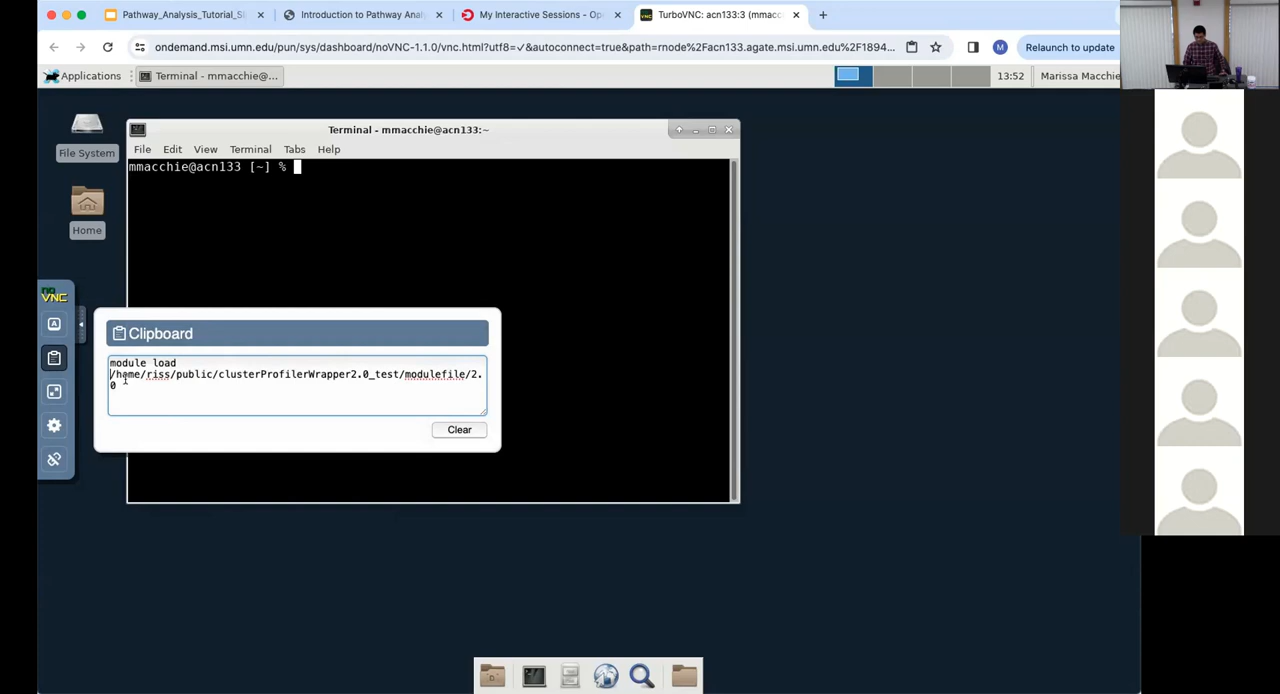 Pathway_Analysis_Tutorial_Sl
Introduction to Pathway Anal
My Interactive Sessions - Ope
TurboVNC: acn133:3 (mmacc
ondemand.msi.umn.edu/pun/sys/dashboard/noVNC-1.1.0/vnc.html?utf8=✓&autoconnect=true&path=rnode%2Facn133.agate.msi.umn.edu%2F1894...
M
Relaunch to update
Applications
Terminal - mmacchie@...
13:52
Marissa Macchie
File System
Home
Terminal - mmacchie@acn133:~
File Edit View Terminal Tabs Help
mmacchie@acn133 [~] %
VNC
A
Clipboard
module load
/home/riss/public/clusterProfilerWrapper2.0_test/modulefile/2.
0
Clear